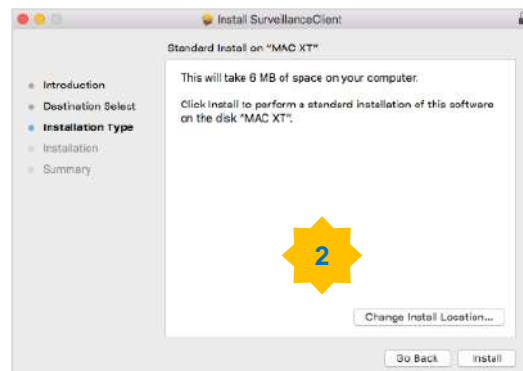 Install SurveillanceClient
Standard Install on "MAC XT"
Introduction
Destination Select
Installation Type
Installation
Summary
This will take 6 MB of space on your computer.
Click Install to perform a standard installation of this software
on the disk "MAC XT".
2
Change Install Location...
Go Back
Install